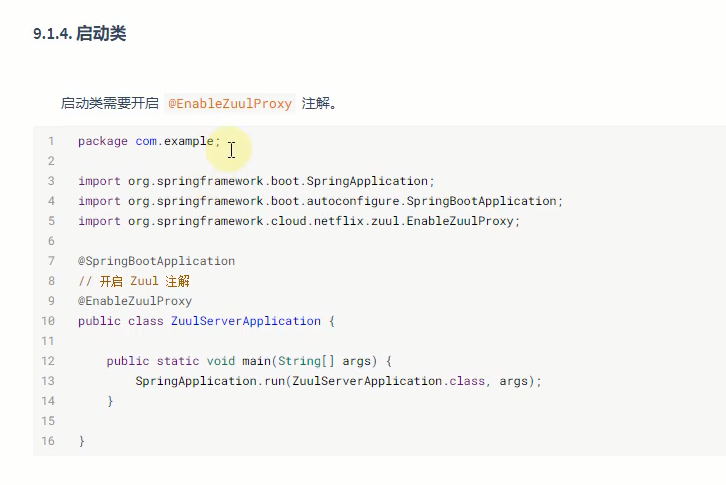 9.1.4. 启动类
启动类需要开启 @EnableZuulProxy 注解。
1 package com.example;
2
3 import org.springframework.boot.SpringApplication;
4 import org.springframework.boot.autoconfigure.SpringBootApplication;
5 import org.springframework.cloud.netflix.zuul.EnableZuulProxy;
6
7 @SpringBootApplication
8 // 开启 Zuul 注解
9 @EnableZuulProxy
10 public class ZuulServerApplication {
11
12     public static void main(String[] args) {
13         SpringApplication.run(ZuulServerApplication.class, args);
14     }
15
16 }